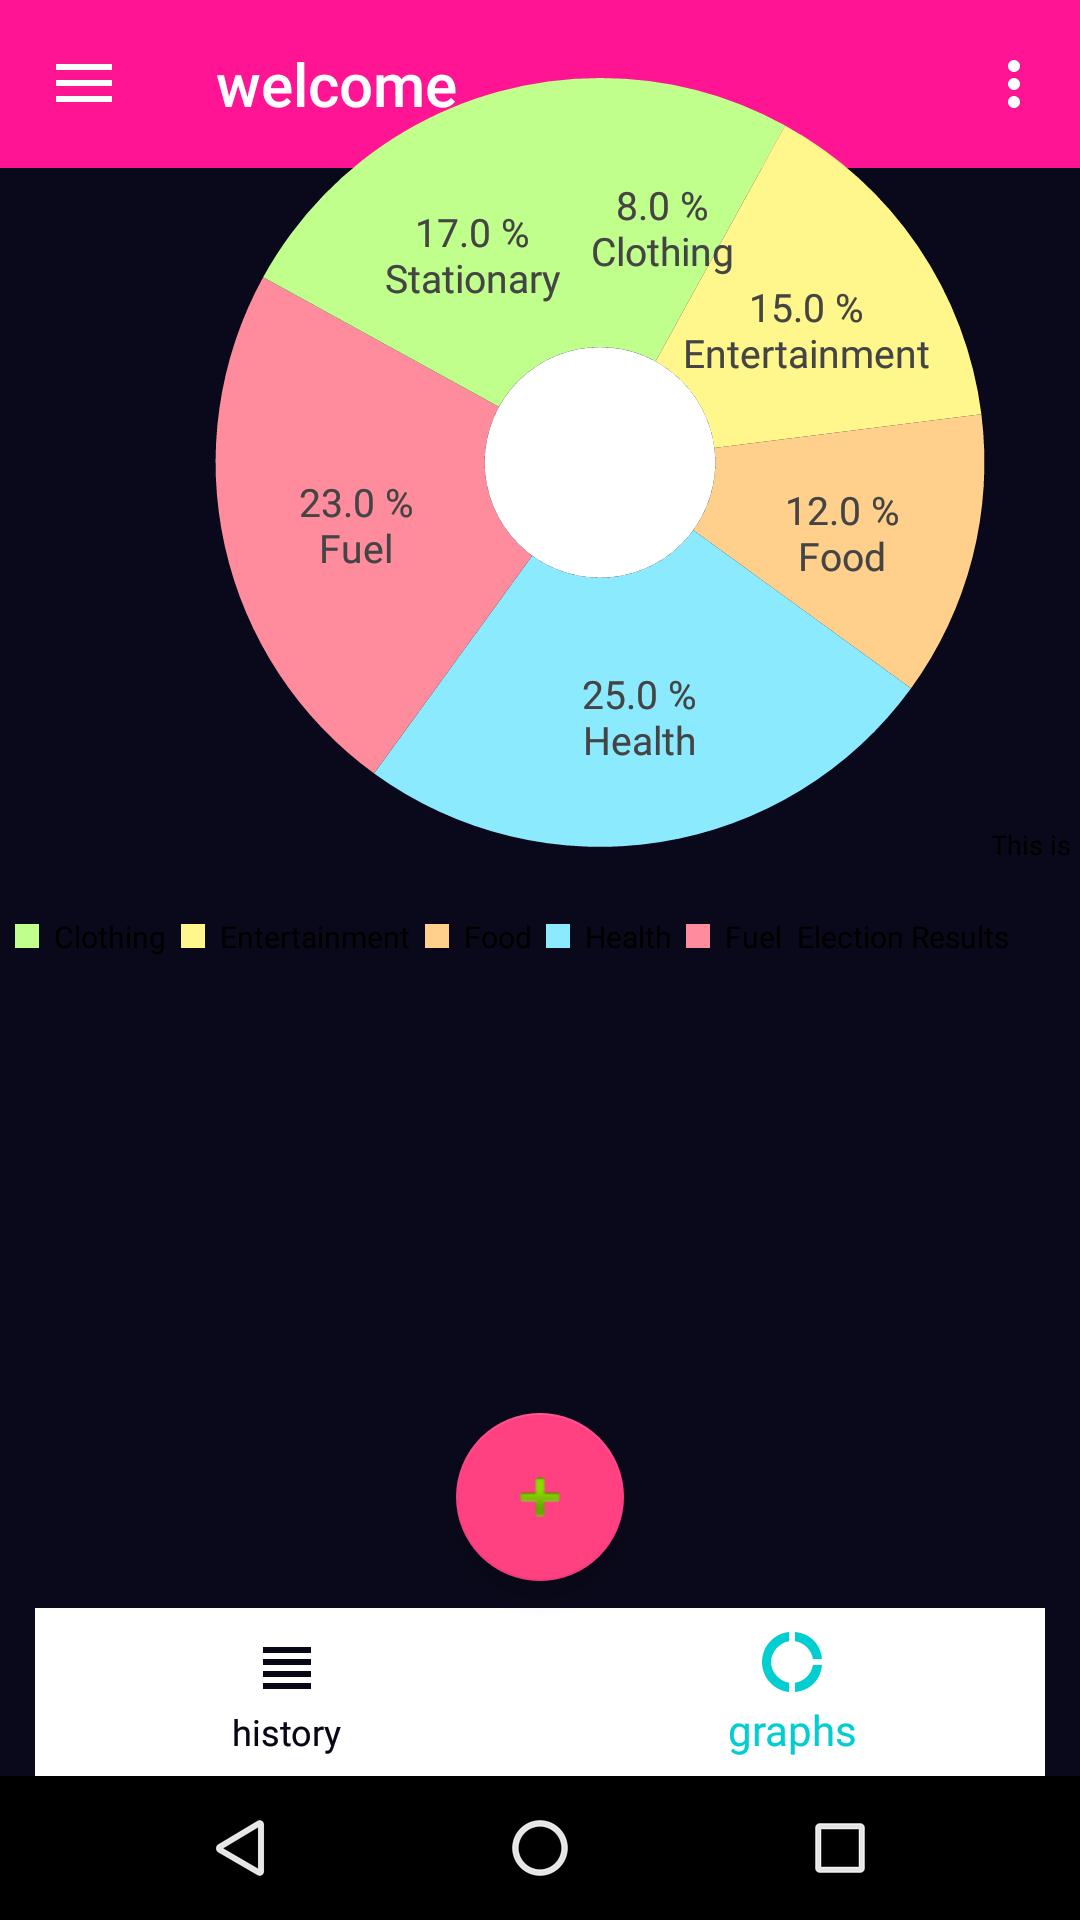 welcome
8.0 %
Clothing
17.0 %
Stationary
15.0 %
Entertainment
23.0 %
Fuel
12.0 %
Food
25.0 %
Health
This is
Clothing Entertainment Food Health Fuel Election Results
history
graphs